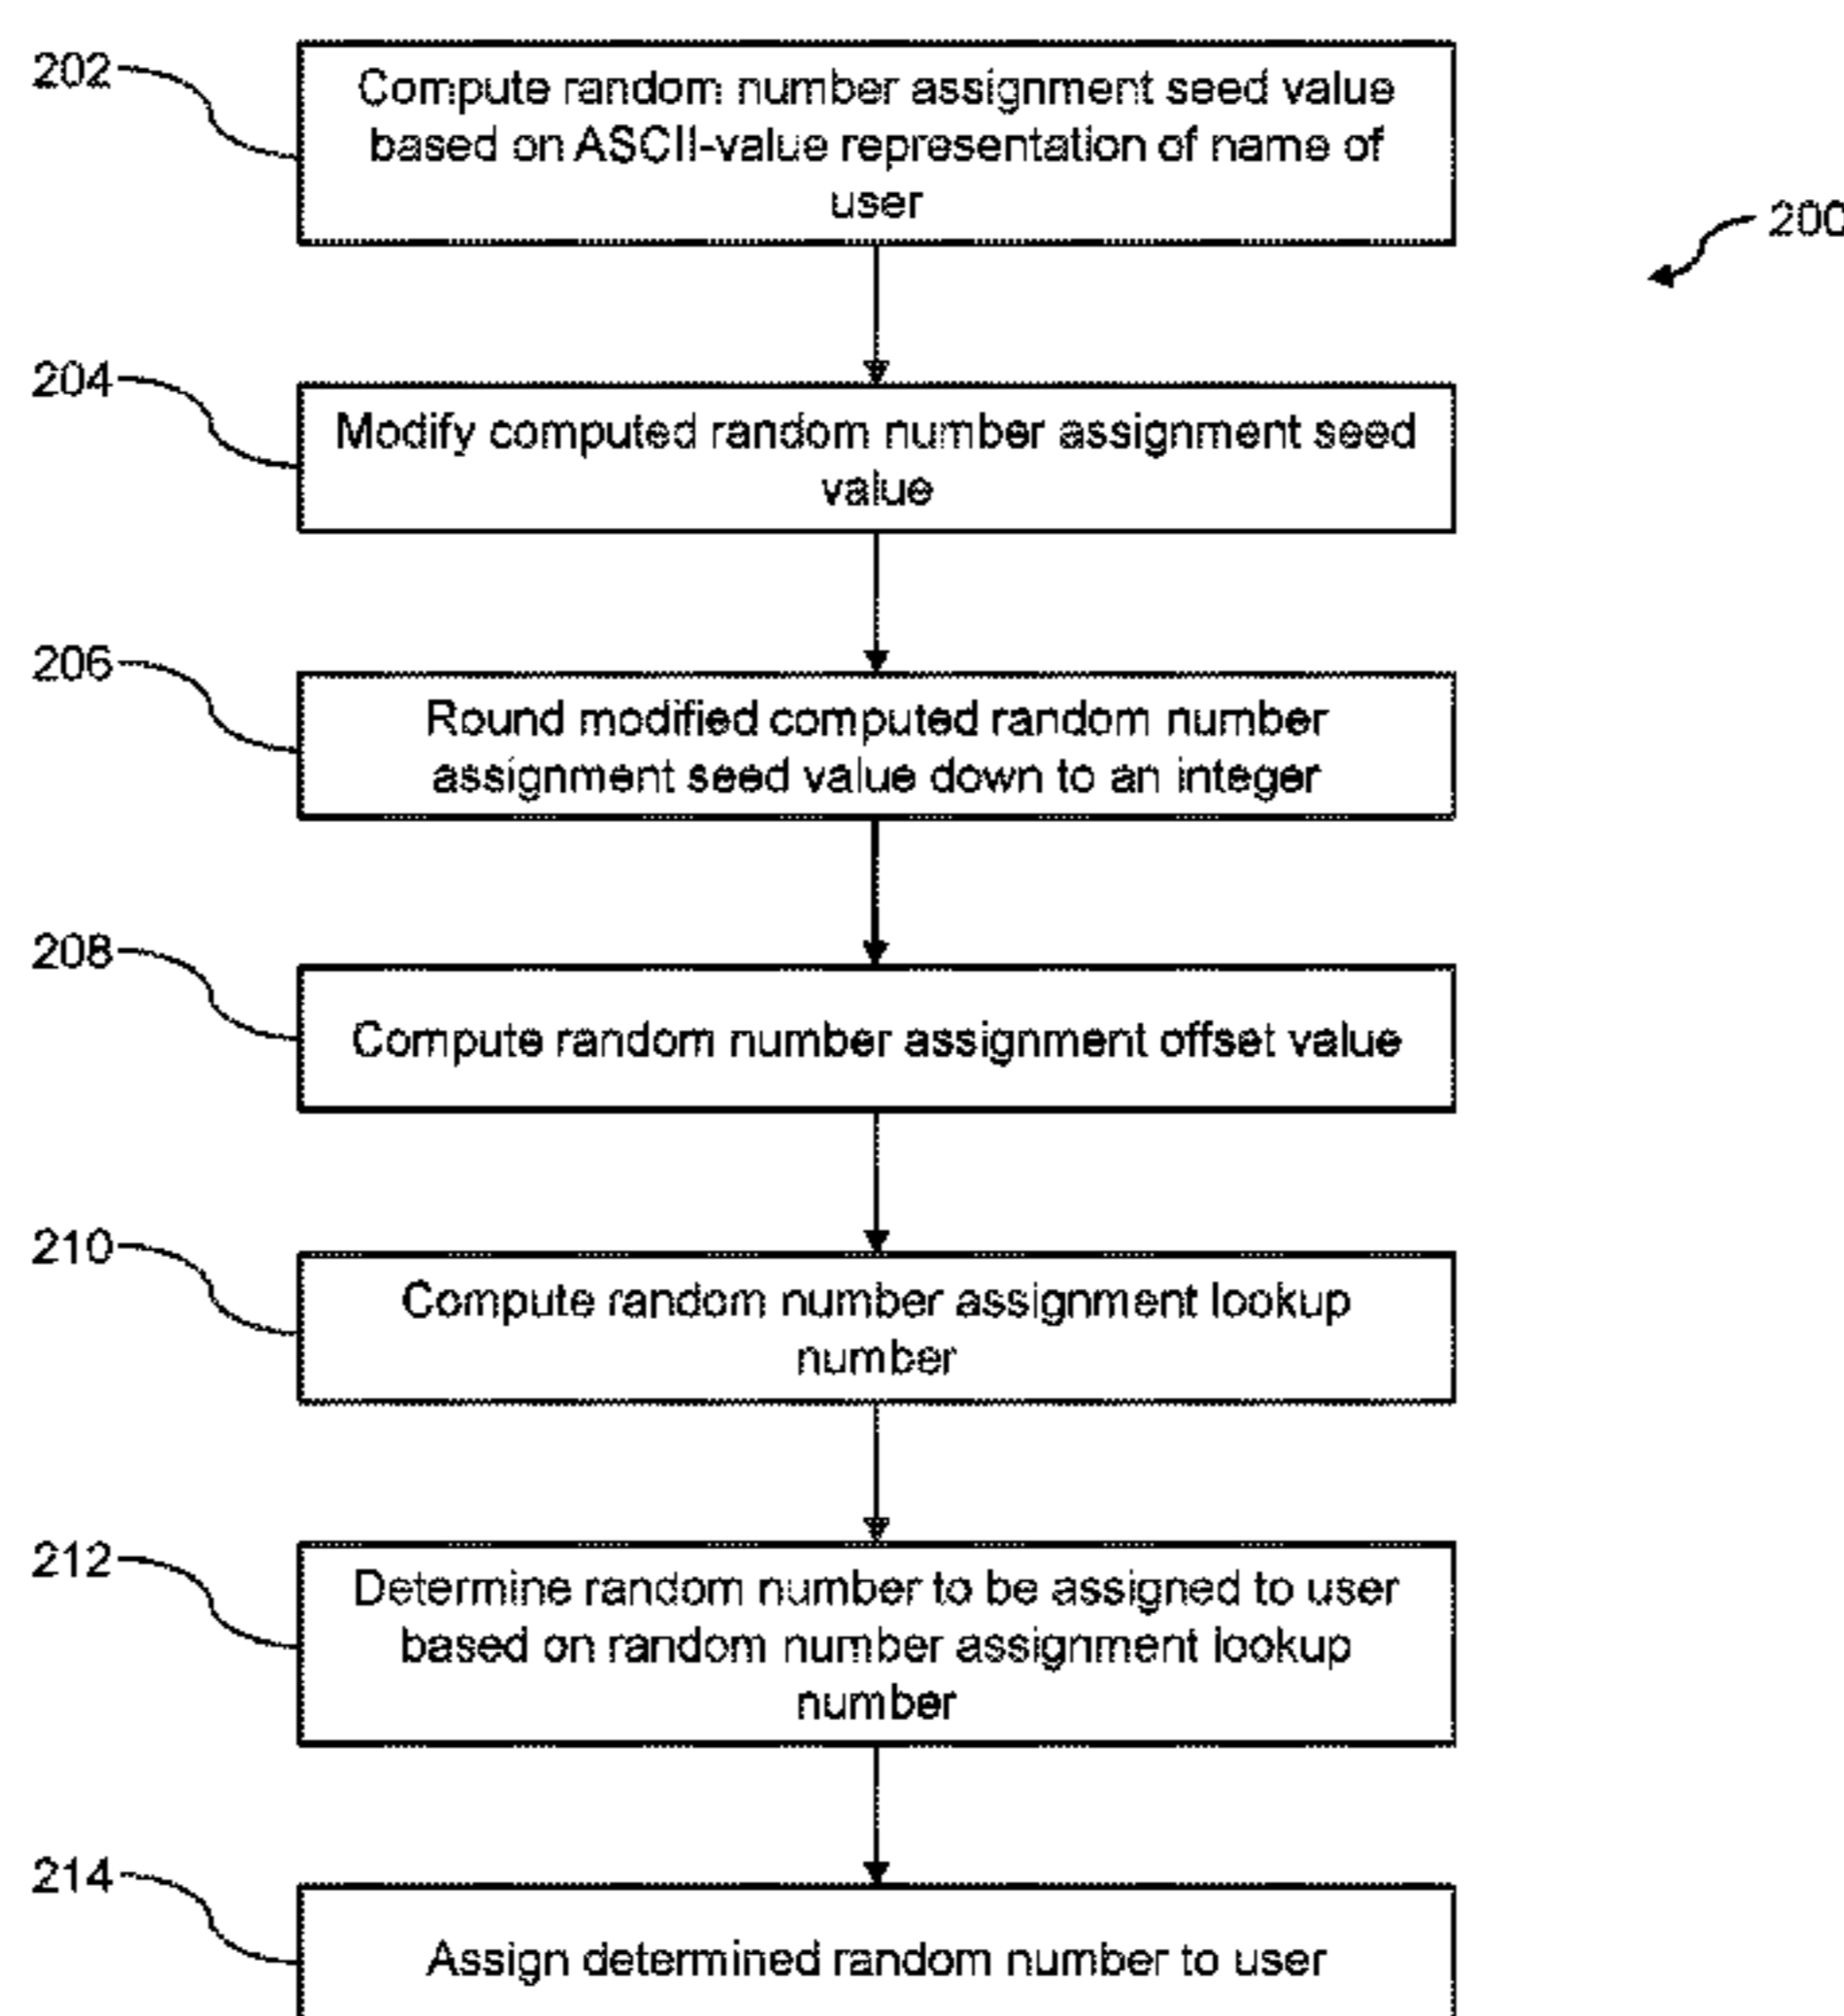 202
Compute random number assignment seed value
based on ASCII-value representation of name of
user
200
204
Modify computed random number assignment seed
value
206
Round modified computed random number
assignment seed value down to an integer
208
Compute random number assignment offset value
210
Compute random number assignment lookup
number
212
Determine random number to be assigned to user
based on random number assignment lookup
number
214
Assign determined random number to user